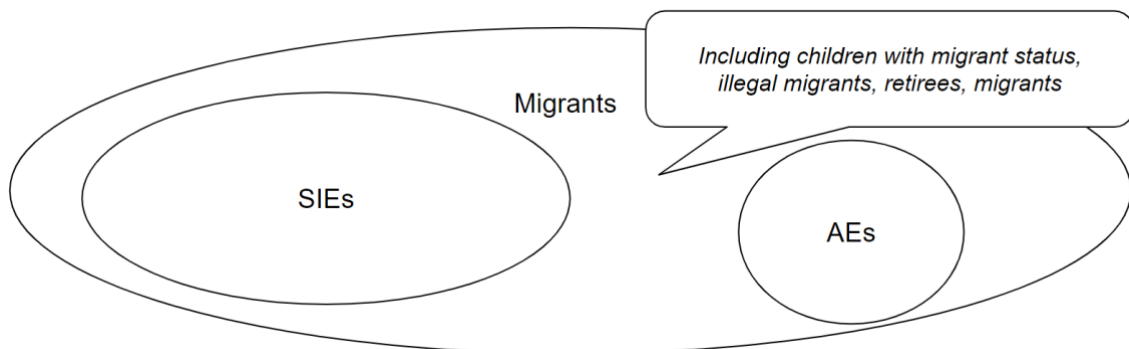 Including children with migrant status,
illegal migrants, retirees, migrants
Migrants
SIEs
AEs